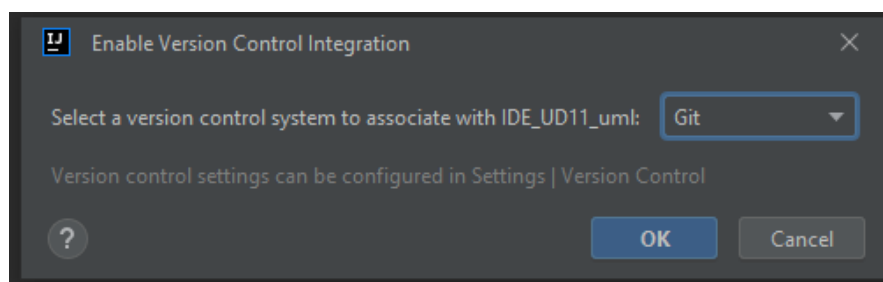 IJ Enable Version Control Integration
Select a version control system to associate with IDE_UD11_uml: Git
Version control settings can be configured in Settings | Version Control
? OK Cancel